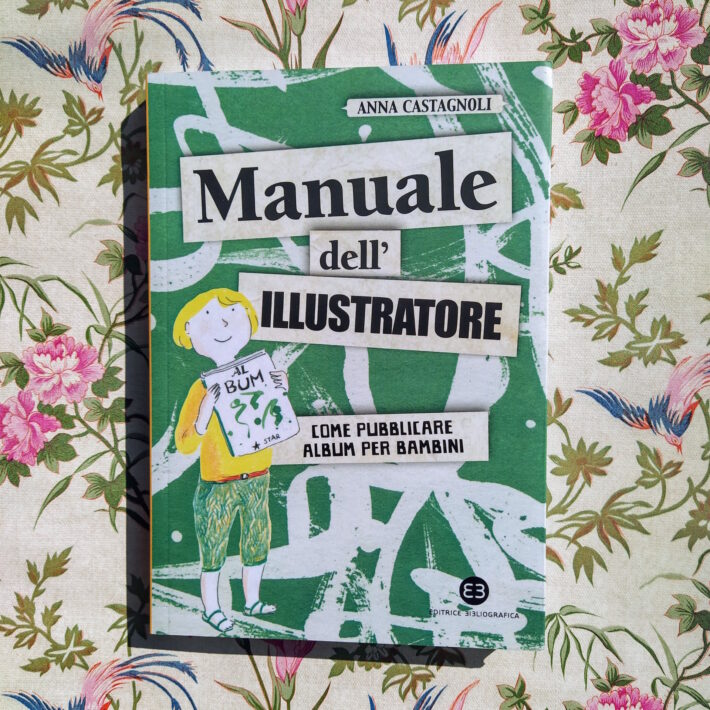 ANNA CASTAGNOLI
Manuale
dell'
ILLUSTRATORE
AL
BUM
★ STAR
COME PUBBLICARE
ALBUM PER BAMBINI
EDITRICE BIBLIOGRAFICA